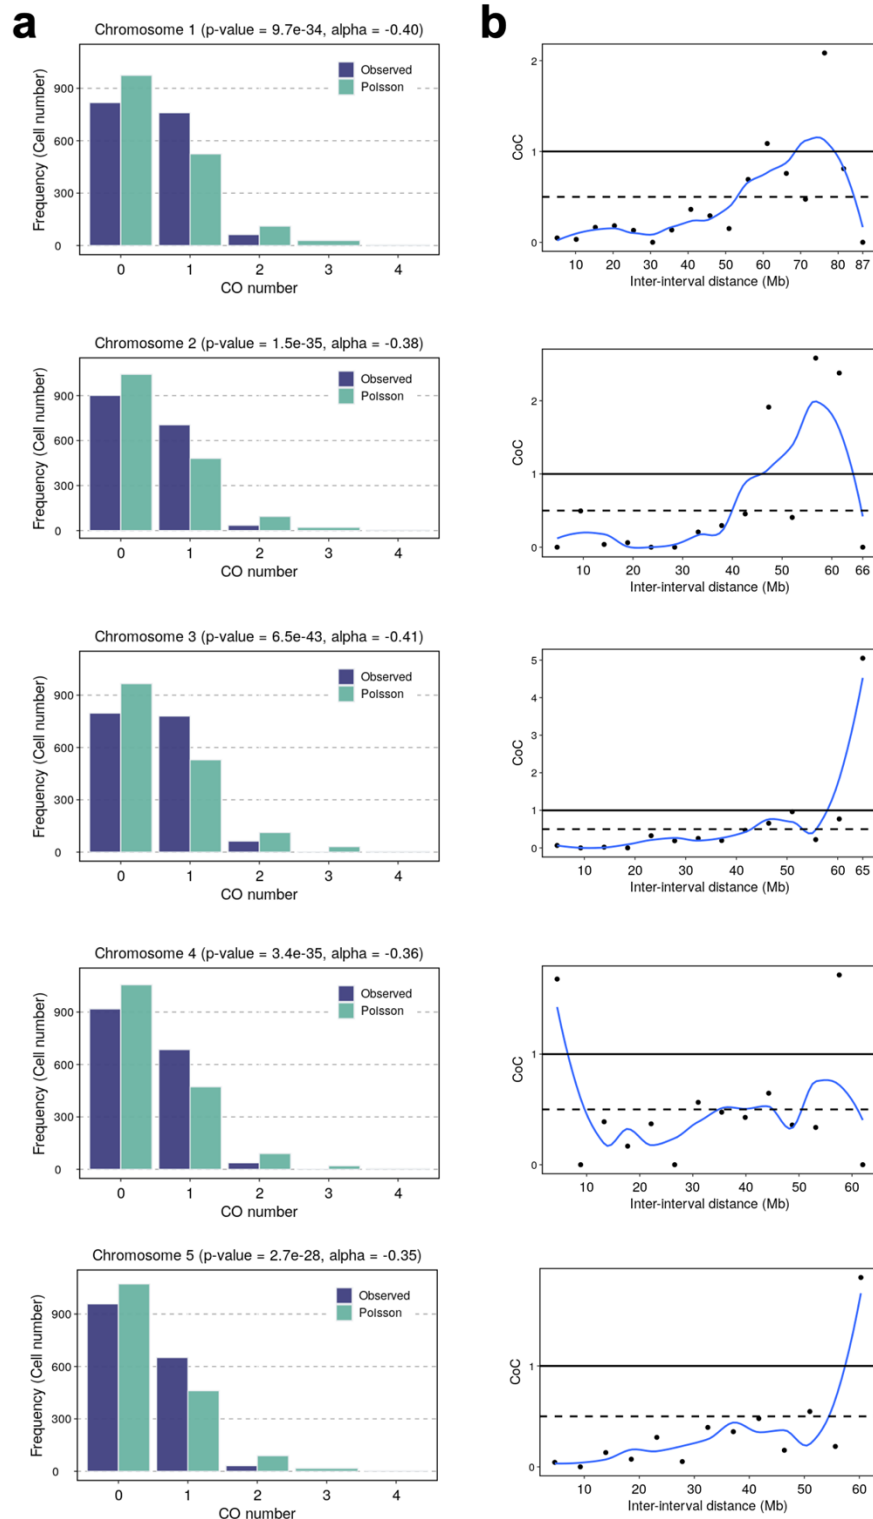 a
b
Chromosome 1 (p-value = 9.7e-34, alpha = -0.40)
Frequency (Cell number)
900
600
300
0
Observed
Poisson
0 1 2 3 4
CO number
CoC
2
1
0
10 20 30 40 50 60 70 80 87
Inter-interval distance (Mb)
Chromosome 2 (p-value = 1.5e-35, alpha = -0.38)
Frequency (Cell number)
900
600
300
0
Observed
Poisson
0 1 2 3 4
CO number
CoC
2
1
0
10 20 30 40 50 60 66
Inter-interval distance (Mb)
Chromosome 3 (p-value = 6.5e-43, alpha = -0.41)
Frequency (Cell number)
900
600
300
0
Observed
Poisson
0 1 2 3 4
CO number
CoC
5
4
3
2
1
0
10 20 30 40 50 60 65
Inter-interval distance (Mb)
Chromosome 4 (p-value = 3.4e-35, alpha = -0.36)
Frequency (Cell number)
900
600
300
0
Observed
Poisson
0 1 2 3 4
CO number
CoC
1
0
10 20 30 40 50 60
Inter-interval distance (Mb)
Chromosome 5 (p-value = 2.7e-28, alpha = -0.35)
Frequency (Cell number)
900
600
300
0
Observed
Poisson
0 1 2 3 4
CO number
CoC
1
0
10 20 30 40 50 60
Inter-interval distance (Mb)